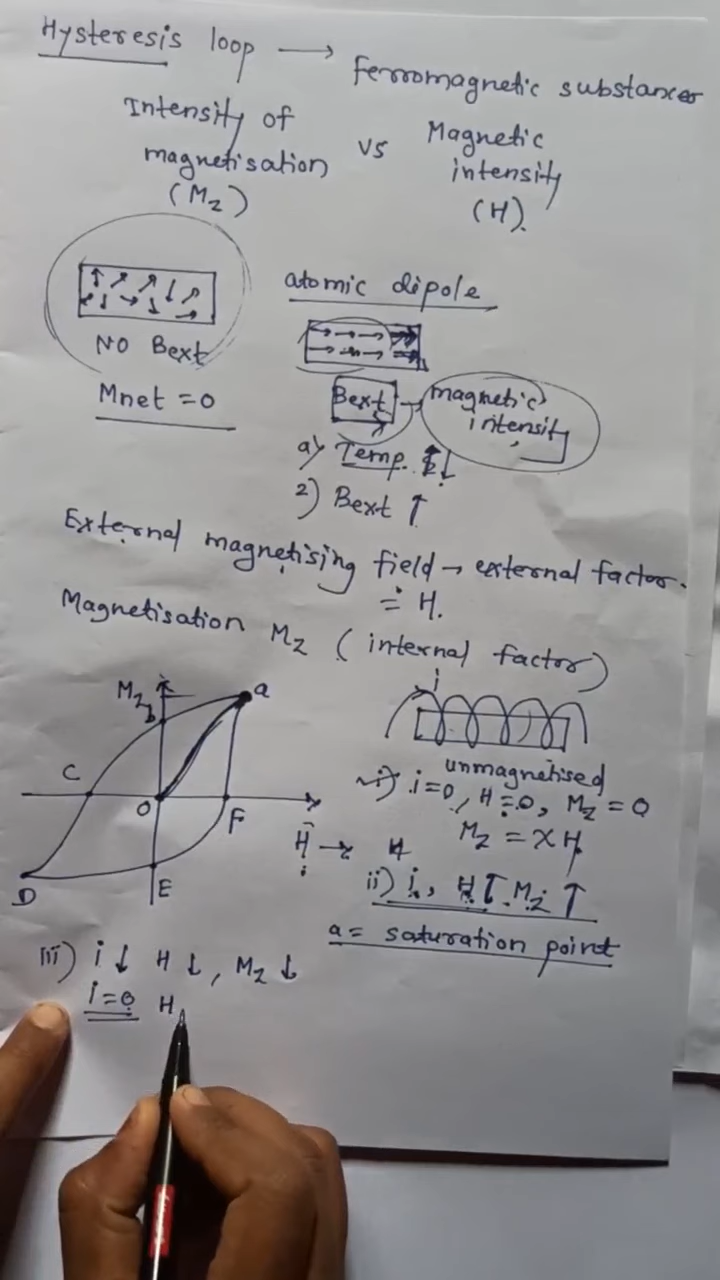 Hysteresis loop → ferromagnetic substances
Intensity of magnetisation (Mz) vs Magnetic intensity (H).
NO Bext
Mnet = 0
atomic dipole
Bext → magnetic intensity
a) Temp. ↓
2) Bext ↑
External magnetising field → external factor.
= H.
Magnetisation Mz (internal factor)
Mz
b
a
C
O
F
H
D
E
i
unmagnetised
i) i=0, H=0, Mz=0
Mz = χH
ii) i, H↑ Mz ↑
a = saturation point
iii) i ↓ H ↓, Mz ↓
i=0 H